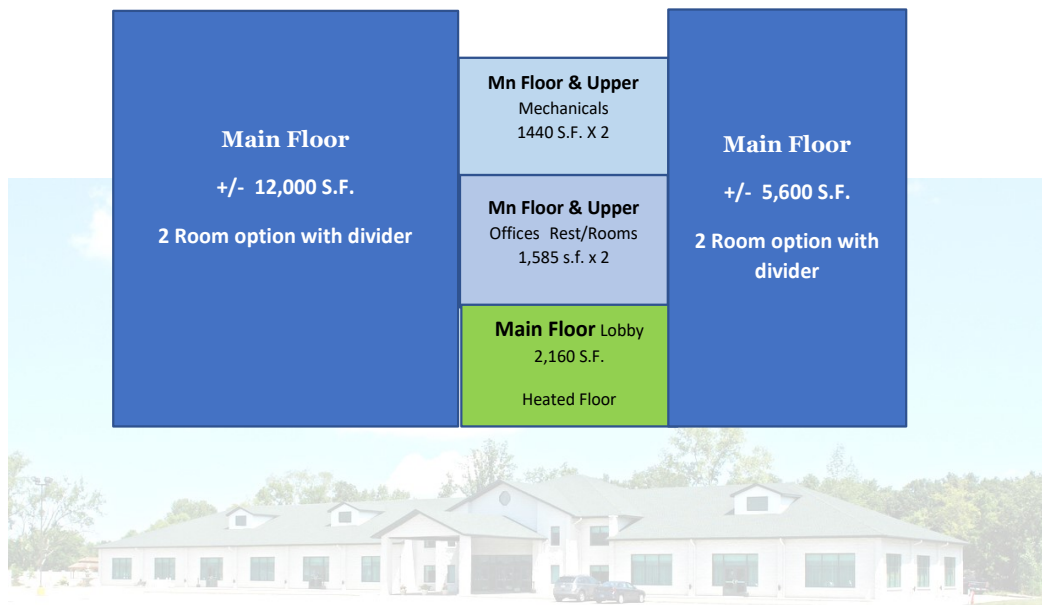 Main Floor
+/- 12,000 S.F.
2 Room option with divider
Mn Floor & Upper
Mechanicals
1440 S.F. X 2
Mn Floor & Upper
Offices Rest/Rooms
1,585 s.f. x 2
Main Floor Lobby
2,160 S.F.
Heated Floor
Main Floor
+/- 5,600 S.F.
2 Room option with
divider